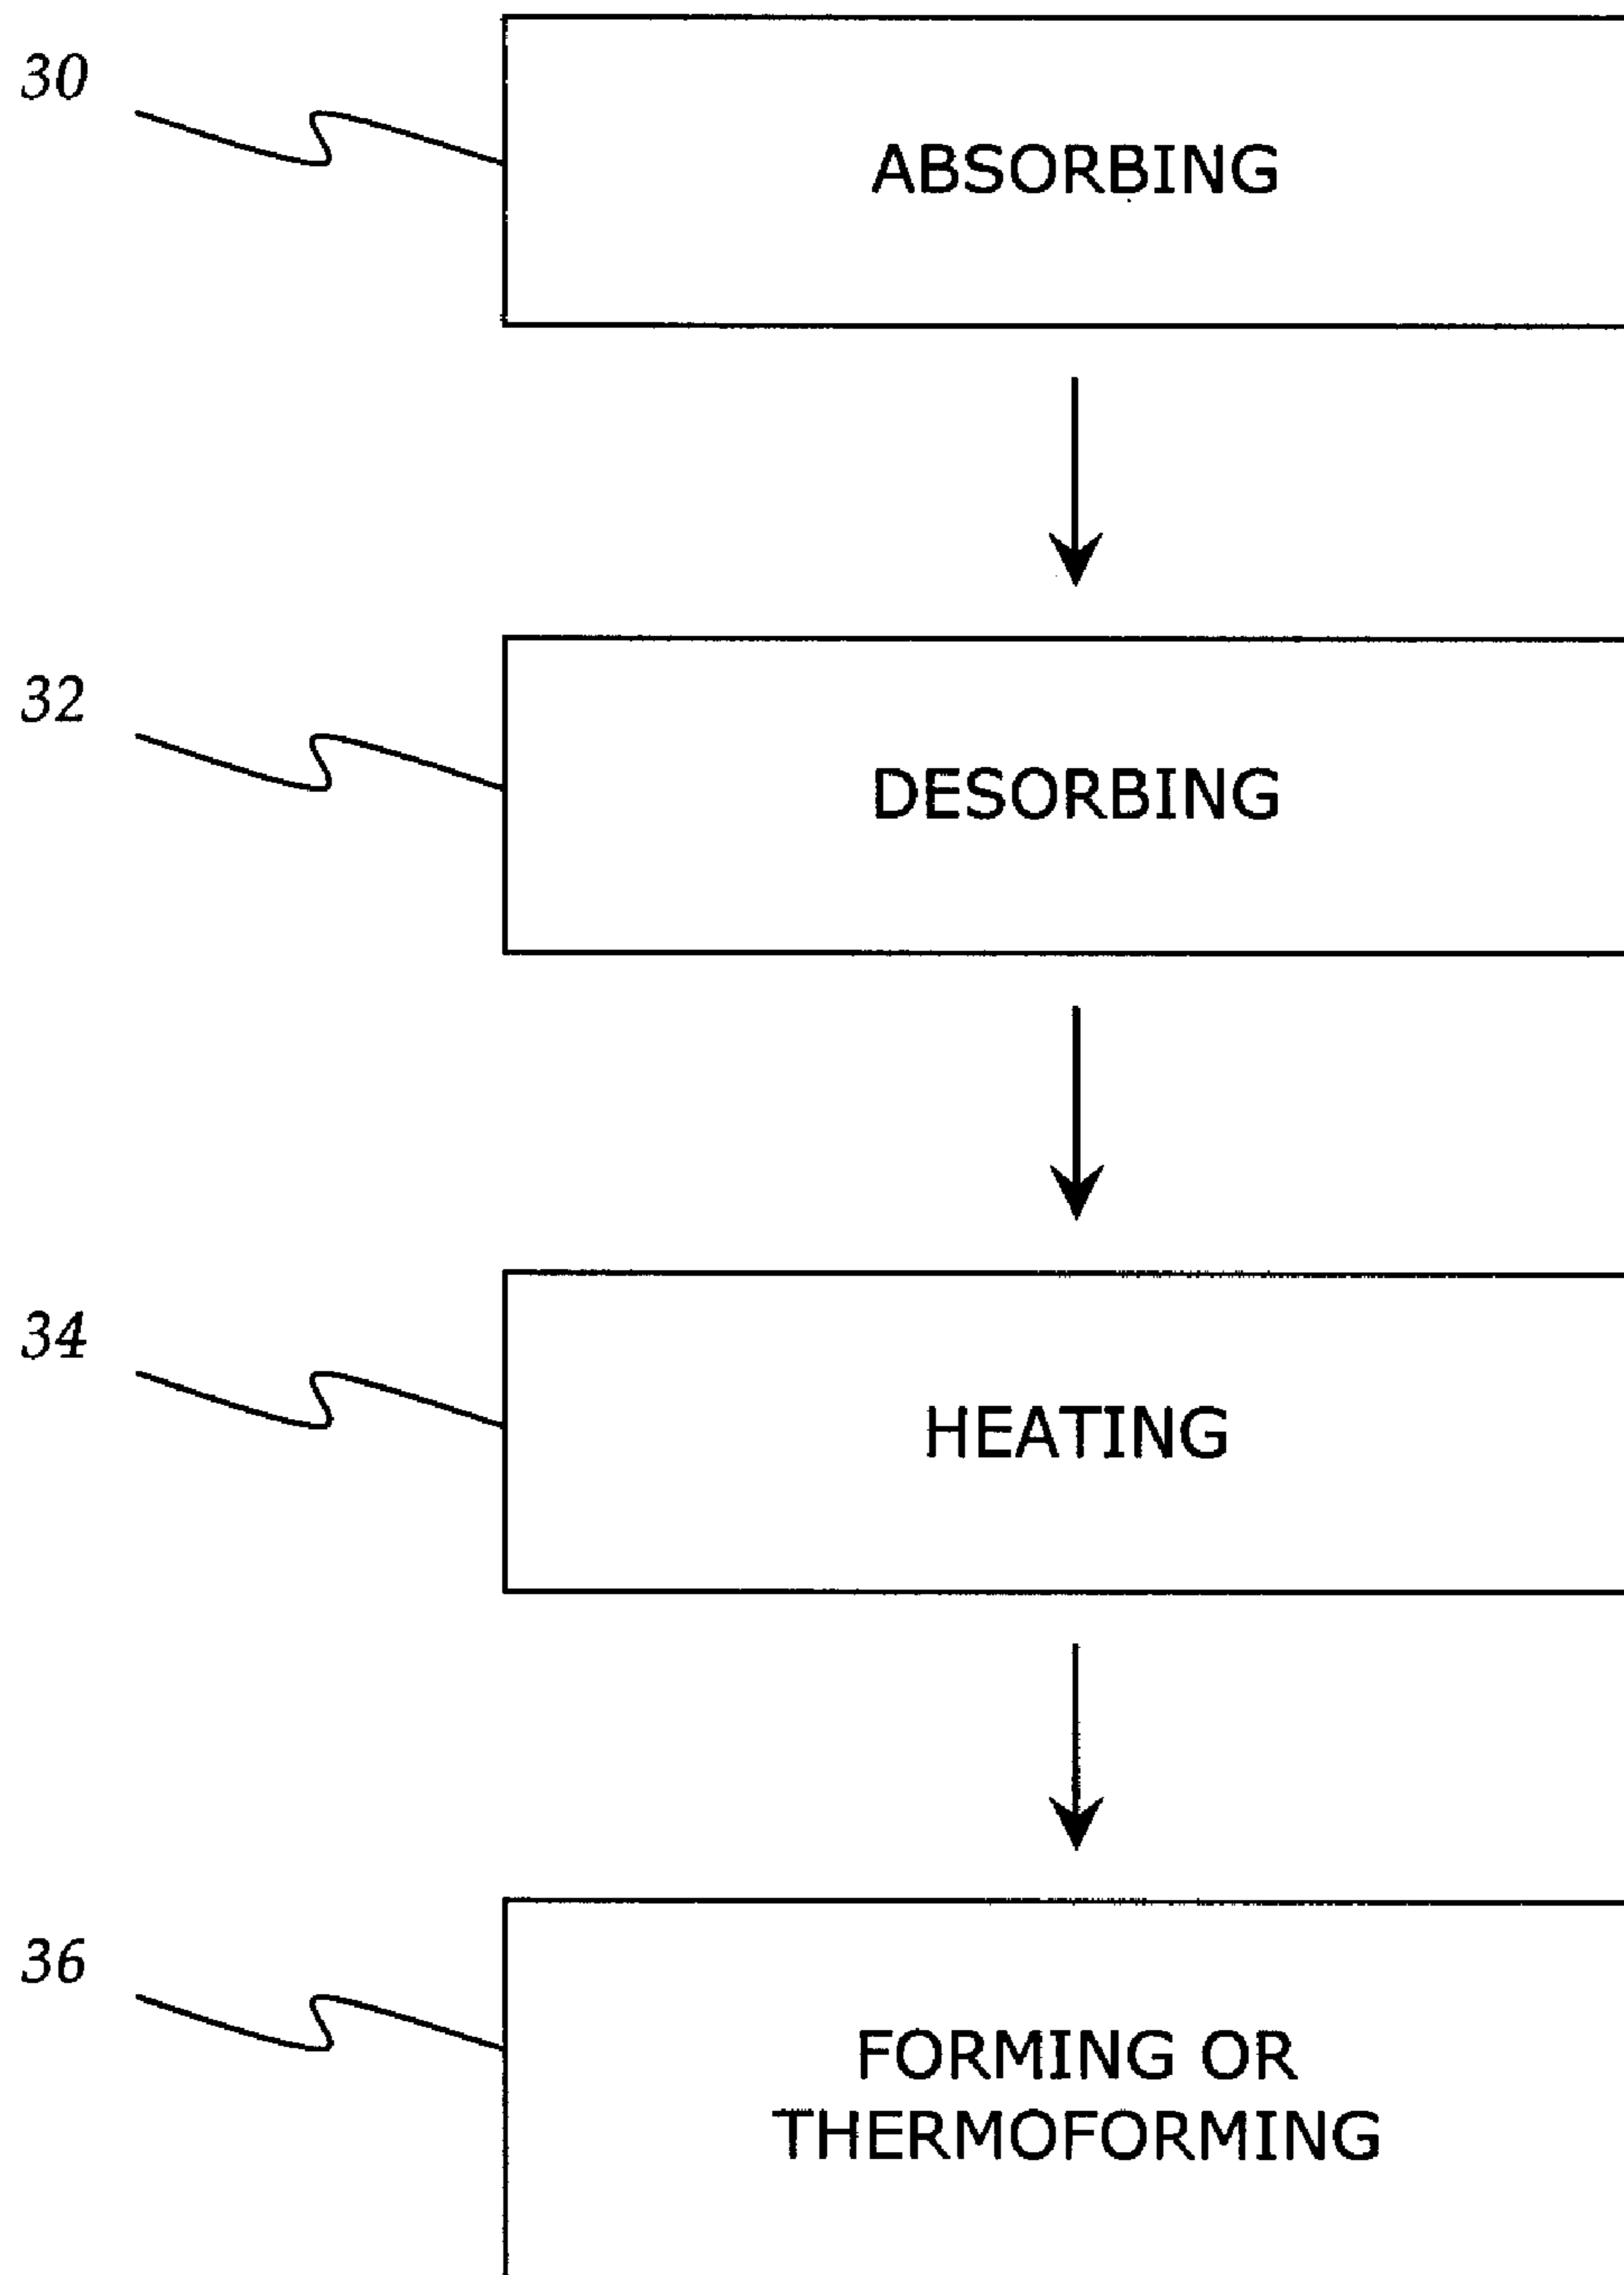 30
ABSORBING
32
DESORBING
34
HEATING
36
FORMING OR
THERMOFORMING